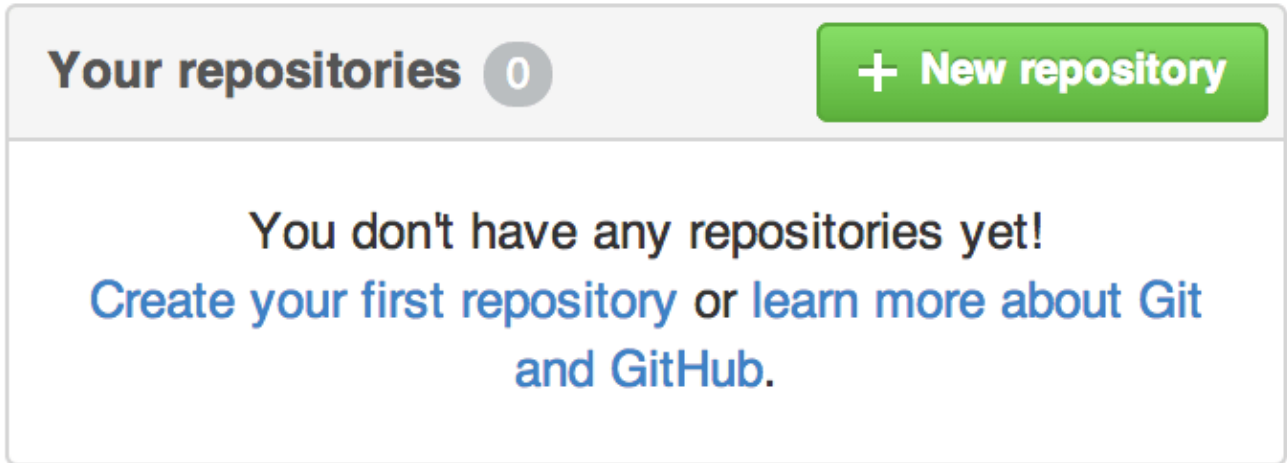 Your repositories 0
+ New repository
You don't have any repositories yet!
Create your first repository or learn more about Git
and GitHub.